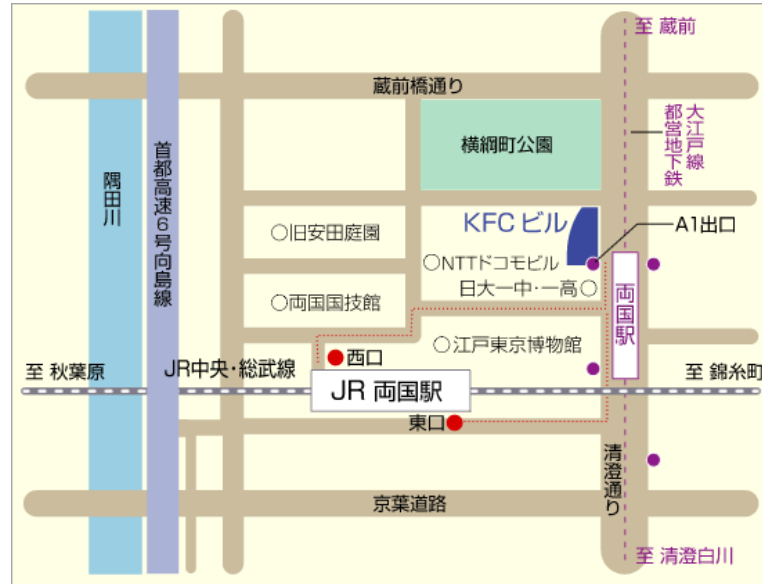 至 蔵前
蔵前橋通り
大江戸線
都営地下鉄
横綱町公園
隅田川
首都高速6号向島線
KFC ビル
A1出口
○旧安田庭園
○NTTドコモビル
日大一中・一高○
○両国国技館
両国駅
○江戸東京博物館
西口
至 秋葉原
JR中央・総武線
JR 両国駅
至 錦糸町
東口
清澄通り
京葉道路
至 清澄白川